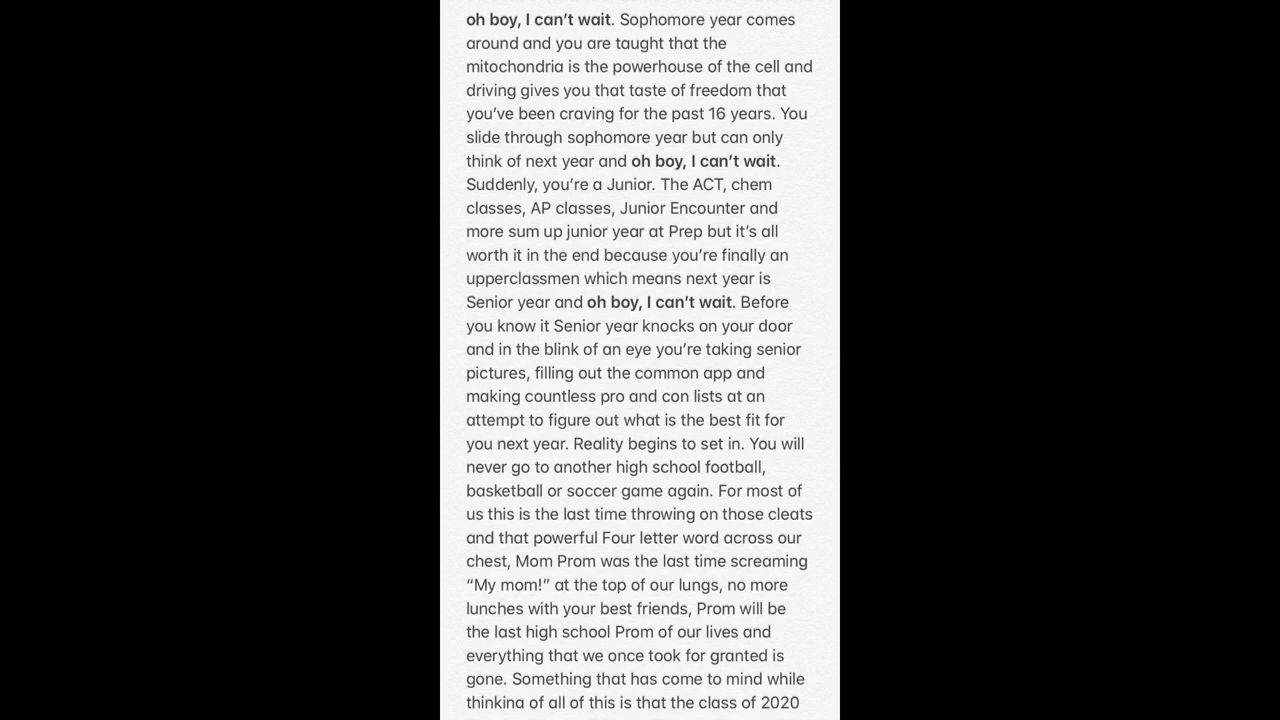 oh boy, I can’t wait. Sophomore year comes
around and you are taught that the
mitochondria is the powerhouse of the cell and
driving gives you that taste of freedom that
you’ve been craving for the past 16 years. You
slide through sophomore year but can only
think of next year and oh boy, I can’t wait.
Suddenly, you’re a Junior. The ACT, chem
classes, AP classes, Junior Encounter and
more sum up junior year at Prep but it’s all
worth it in the end because you’re finally an
upperclassmen which means next year is
Senior year and oh boy, I can’t wait. Before
you know it Senior year knocks on your door
and in the blink of an eye you’re taking senior
pictures, filling out the common app and
making countless pro and con lists at an
attempt to figure out what is the best fit for
you next year. Reality begins to set in. You will
never go to another high school football,
basketball or soccer game again. For most of
us this is the last time throwing on those cleats
and that powerful Four letter word across our
chest, Mom Prom was the last time screaming
“My mom!” at the top of our lungs, no more
lunches with your best friends, Prom will be
the last high school Prom of our lives and
everything that we once took for granted is
gone. Something that has come to mind while
thinking of all of this is that the class of 2020